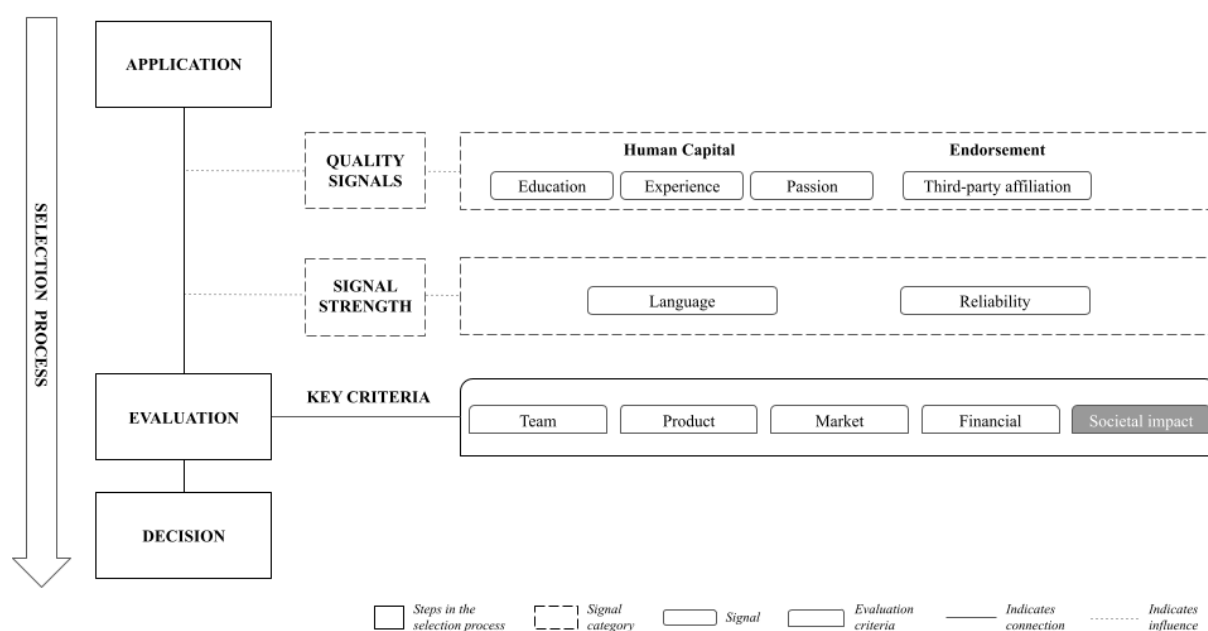 SELECTION PROCESS
APPLICATION
QUALITY
SIGNALS
Human Capital
Endorsement
Education
Experience
Passion
Third-party affiliation
SIGNAL
STRENGTH
Language
Reliability
EVALUATION
KEY CRITERIA
Team
Product
Market
Financial
Societal impact
DECISION
Steps in the
selection process
Signal
category
Signal
Evaluation
criteria
Indicates
connection
Indicates
influence